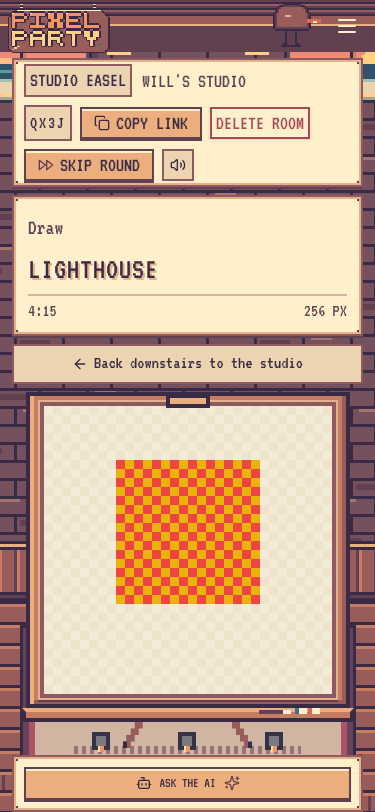 PIXEL
PARTY
STUDIO EASEL WILL'S STUDIO
QX3J COPY LINK DELETE ROOM
SKIP ROUND
Draw
LIGHTHOUSE
4:15 256 PX
Back downstairs to the studio
ASK THE AI